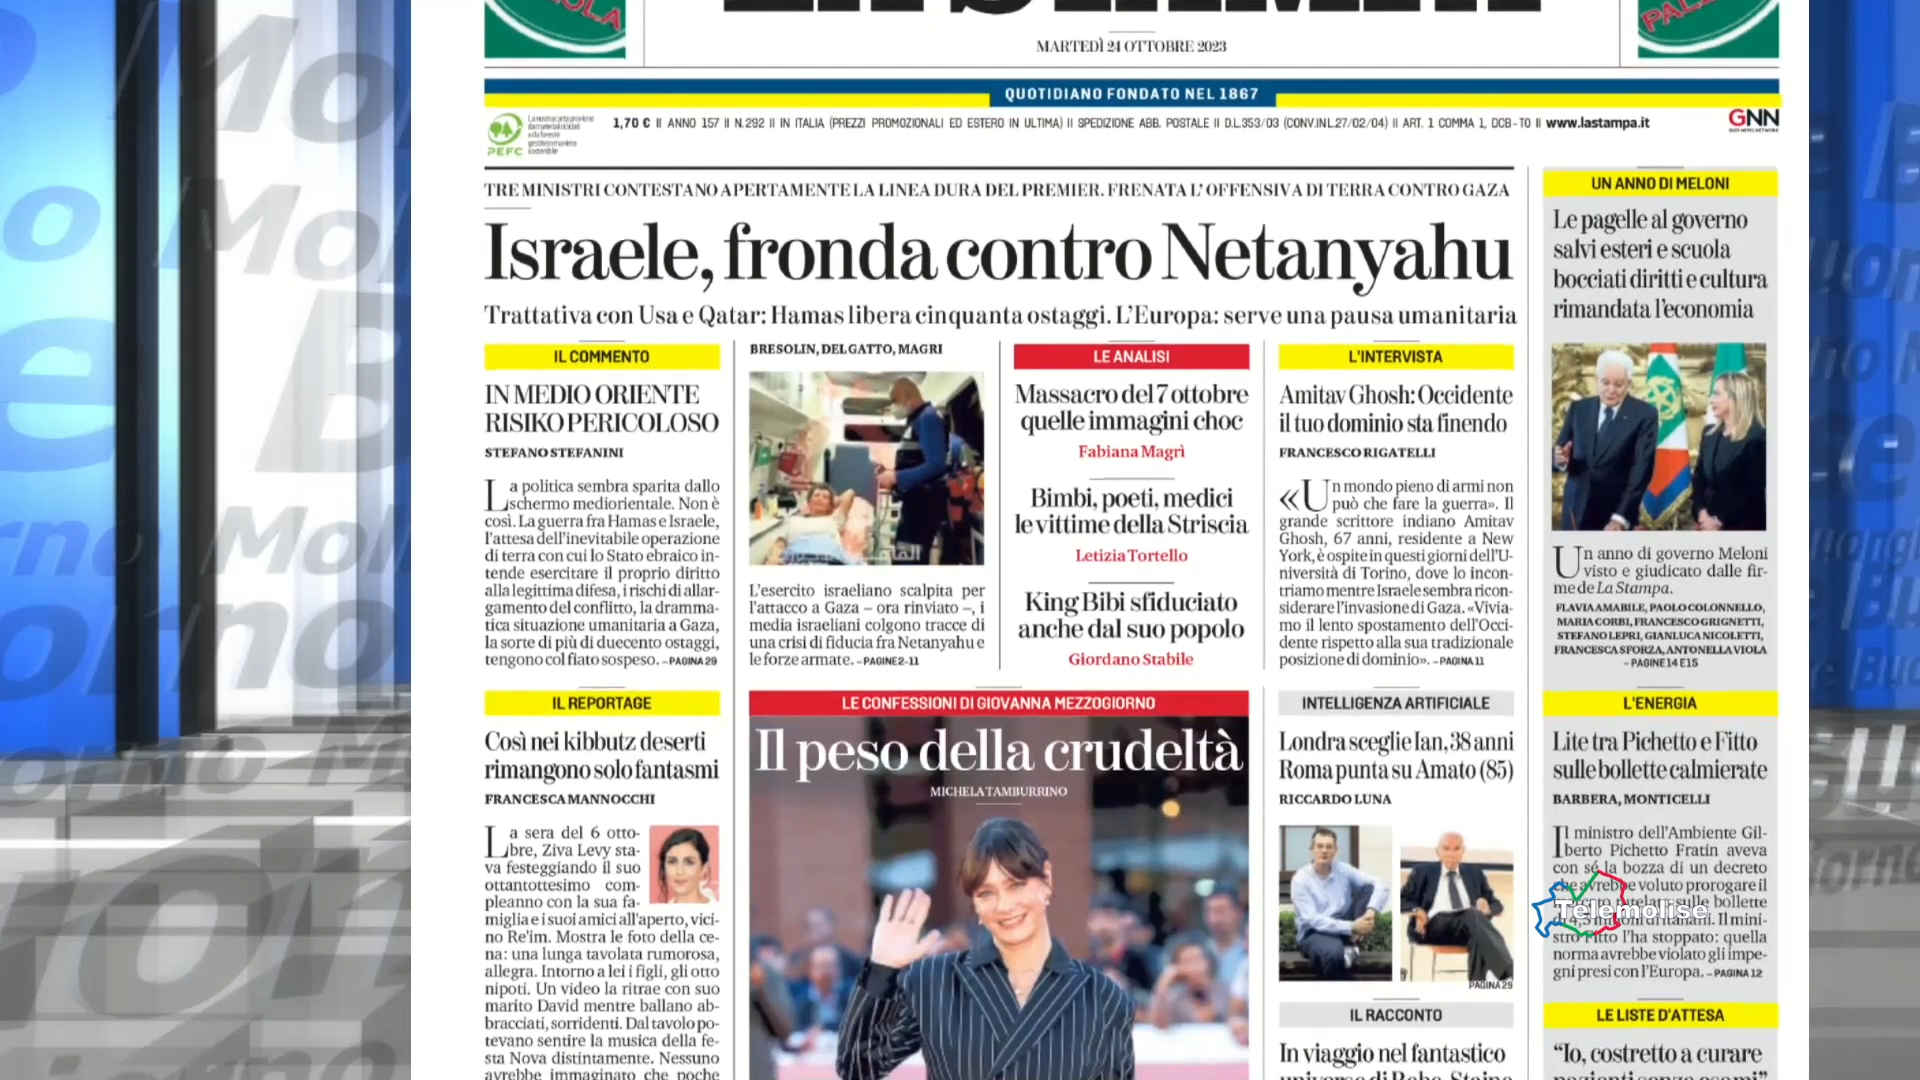 LA STAMPA
MARTEDÌ 24 OTTOBRE 2023
QUOTIDIANO FONDATO NEL 1867
PEFC
1,70 € II ANNO 157 II N.292 II IN ITALIA (PREZZI PROMOZIONALI ED ESTERO IN ULTIMA) II SPEDIZIONE ABB. POSTALE II D.L.353/03 (CONV.IN L.27/02/04) II ART. 1 COMMA 1, DCB-TO II www.lastampa.it
GNN
TRE MINISTRI CONTESTANO APERTAMENTE LA LINEA DURA DEL PREMIER. FRENATA L'OFFENSIVA DI TERRA CONTRO GAZA
Israele, fronda contro Netanyahu
Trattativa con Usa e Qatar: Hamas libera cinquanta ostaggi. L'Europa: serve una pausa umanitaria
IL COMMENTO
IN MEDIO ORIENTE
RISIKO PERICOLOSO
STEFANO STEFANINI
La politica sembra sparita dallo
schermo mediorientale. Non è
così. La guerra fra Hamas e Israele,
l'attesa dell'inevitabile operazione
di terra con cui lo Stato ebraico in-
tende esercitare il proprio diritto
alla legittima difesa, i rischi di allar-
gamento del conflitto, la dramma-
tica situazione umanitaria a Gaza,
la sorte di più di duecento ostaggi,
tengono col fiato sospeso. – PAGINA 29
BRESOLIN, DEL GATTO, MAGRI
L'esercito israeliano scalpita per
l'attacco a Gaza – ora rinviato –, i
media israeliani colgono tracce di
una crisi di fiducia fra Netanyahu e
le forze armate. – PAGINE 2-11
LE ANALISI
Massacro del 7 ottobre
quelle immagini choc
Fabiana Magrì
Bimbi, poeti, medici
le vittime della Striscia
Letizia Tortello
King Bibi sfiduciato
anche dal suo popolo
Giordano Stabile
L'INTERVISTA
Amitav Ghosh: Occidente
il tuo dominio sta finendo
FRANCESCO RIGATELLI
«Un mondo pieno di armi non
può che fare la guerra». Il
grande scrittore indiano Amitav
Ghosh, 67 anni, residente a New
York, è ospite in questi giorni dell'U-
niversità di Torino, dove lo incon-
triamo mentre Israele sembra ricon-
siderare l'invasione di Gaza. «Vivia-
mo il lento spostamento dell'Occi-
dente rispetto alla sua tradizionale
posizione di dominio». – PAGINA 11
UN ANNO DI MELONI
Le pagelle al governo
salvi esteri e scuola
bocciati diritti e cultura
rimandata l'economia
Un anno di governo Meloni
visto e giudicato dalle fir-
me de La Stampa.
FLAVIA AMABILE, PAOLO COLONNELLO,
MARIA CORBI, FRANCESCO GRIGNETTI,
STEFANO LEPRI, GIANLUCA NICOLETTI,
FRANCESCA SFORZA, ANTONELLA VIOLA
– PAGINE 14 E 15
IL REPORTAGE
Così nei kibbutz deserti
rimangono solo fantasmi
FRANCESCA MANNOCCHI
La sera del 6 otto-
bre, Ziva Levy sta-
va festeggiando il suo
ottantottesimo com-
pleanno con la sua fa-
miglia e i suoi amici all'aperto, vici-
no Re'im. Mostra le foto della ce-
na: una lunga tavolata rumorosa,
allegra. Intorno a lei i figli, gli otto
nipoti. Un video la ritrae con suo
marito David mentre ballano ab-
bracciati, sorridenti. Dal tavolo po-
tevano sentire la musica della fe-
sta Nova distintamente. Nessuno
avrebbe immaginato che poche
LE CONFESSIONI DI GIOVANNA MEZZOGIORNO
Il peso della crudeltà
MICHELA TAMBURRINO
INTELLIGENZA ARTIFICIALE
Londra sceglie Ian, 38 anni
Roma punta su Amato (85)
RICCARDO LUNA
PAGINA 29
IL RACCONTO
In viaggio nel fantastico
universo di Bobo, Staino
L'ENERGIA
Lite tra Pichetto e Fitto
sulle bollette calmierate
BARBERA, MONTICELLI
Il ministro dell'Ambiente Gil-
berto Pichetto Fratin aveva
con sé la bozza di un decreto
che avrebbe voluto prorogare il
sulle bollette
Il mini-
stro Fitto l'ha stoppato: quella
norma avrebbe violato gli impe-
gni presi con l'Europa. – PAGINA 12
Telemolise
LE LISTE D'ATTESA
“Io, costretto a curare
pazienti senza esami”